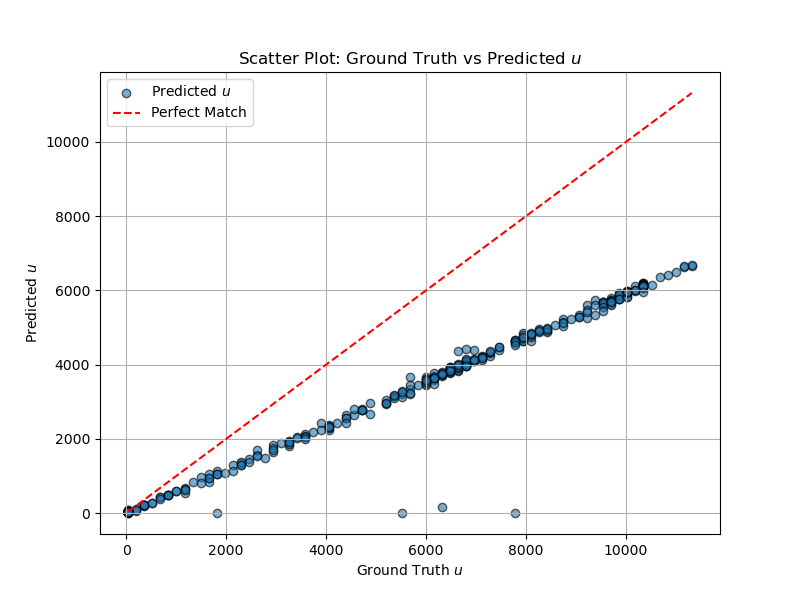 Scatter Plot: Ground Truth vs Predicted u
Predicted u
Perfect Match
10000
8000
6000
4000
2000
0
Predicted u
0 2000 4000 6000 8000 10000
Ground Truth u